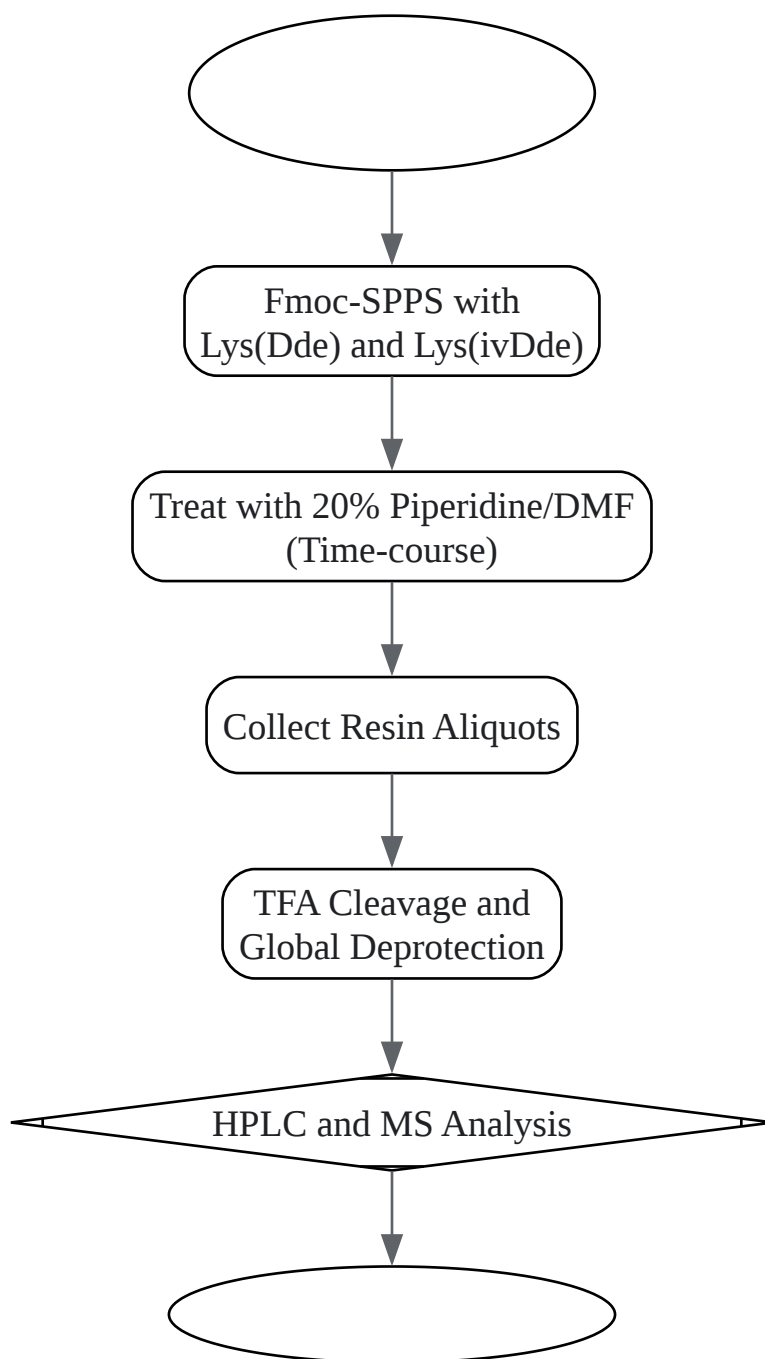 Fmoc-SPPS with
Lys(Dde) and Lys(ivDde)
Treat with 20% Piperidine/DMF
(Time-course)
Collect Resin Aliquots
TFA Cleavage and
Global Deprotection
HPLC and MS Analysis